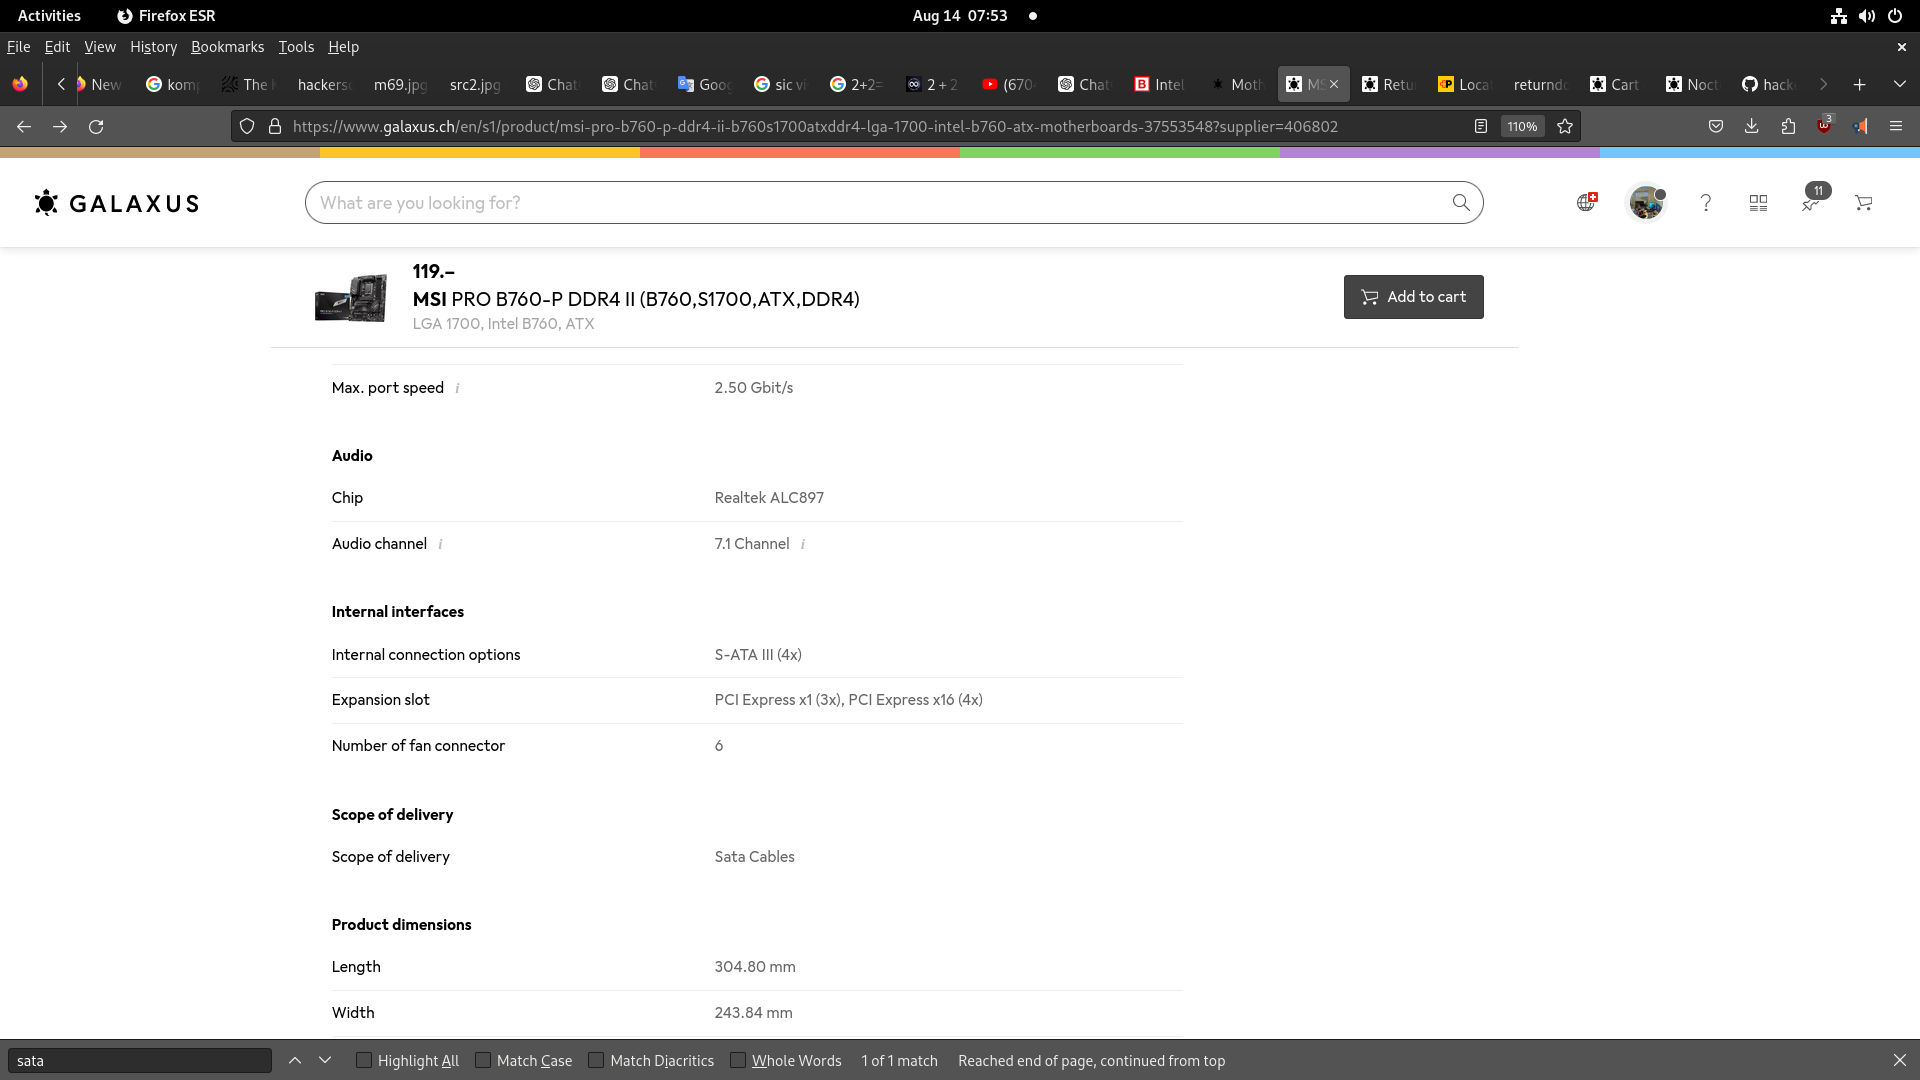 Activities Firefox ESR Aug 14 07:53
File Edit View History Bookmarks Tools Help
New Chat Chat Goog sic vi 2+2= 2 + 2 (670 Chat Intel Moth MS Retu Loca Cart Noct
m69.jpg src2.jpg
https://www.galaxus.ch/en/s1/product/msi-pro-b760-p-ddr4-ii-b760s1700atxddr4-lga-1700-intel-b760-atx-motherboards-37553548?supplier=406802 110% 3
GALAXUS What are you looking for? 11
119.–
MSI PRO B760-P DDR4 II (B760,S1700,ATX,DDR4)
LGA 1700, Intel B760, ATX
Add to cart
Max. port speed i 2.50 Gbit/s
Audio
Chip Realtek ALC897
Audio channel i 7.1 Channel i
Internal interfaces
Internal connection options S-ATA III (4x)
Expansion slot PCI Express x1 (3x), PCI Express x16 (4x)
Number of fan connector 6
Scope of delivery
Scope of delivery Sata Cables
Product dimensions
Length 304.80 mm
Width 243.84 mm
sata Highlight All Match Case Match Diacritics Whole Words 1 of 1 match Reached end of page, continued from top